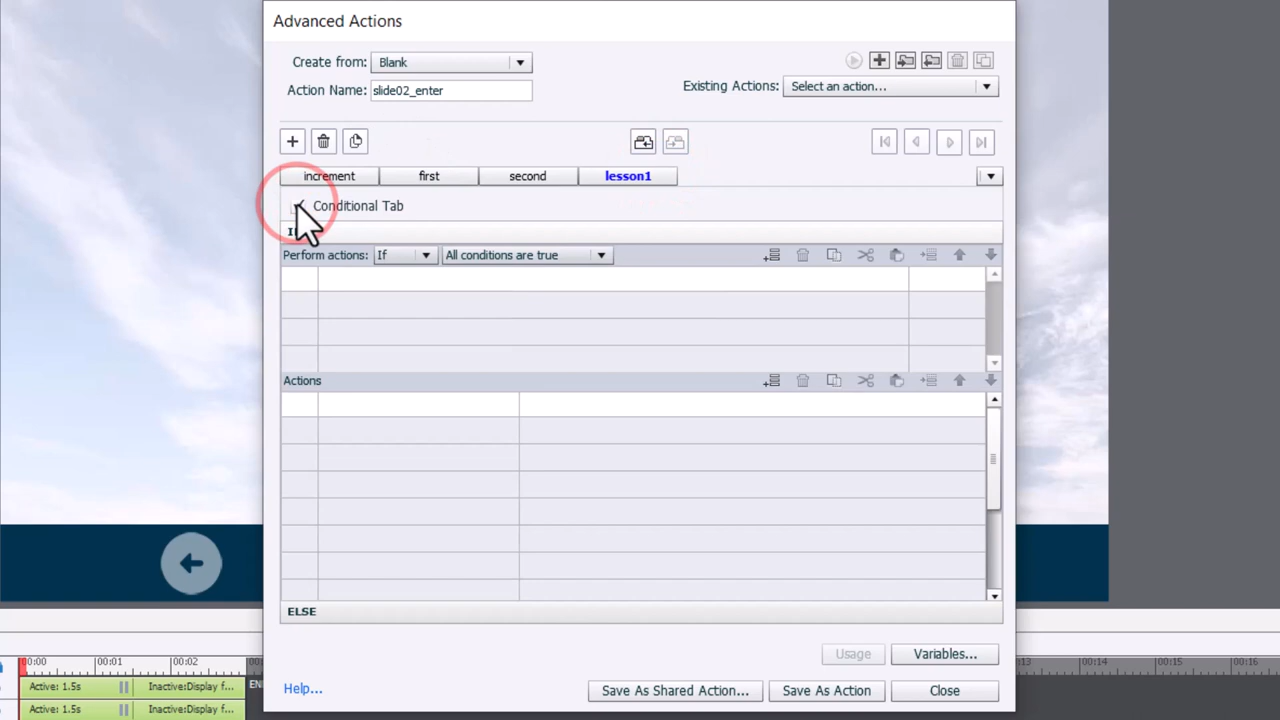 Advanced Actions
Create from: Blank
Action Name: slide02_enter
Existing Actions: Select an action...
increment first second lesson1
Conditional Tab
Perform actions: If All conditions are true
Actions
ELSE
Usage Variables...
Help... Save As Shared Action... Save As Action Close
00:00 00:01 00:02 00:14 00:15 00:16
Active: 1.5s Inactive:Display f...
Active: 1.5s Inactive:Display f...